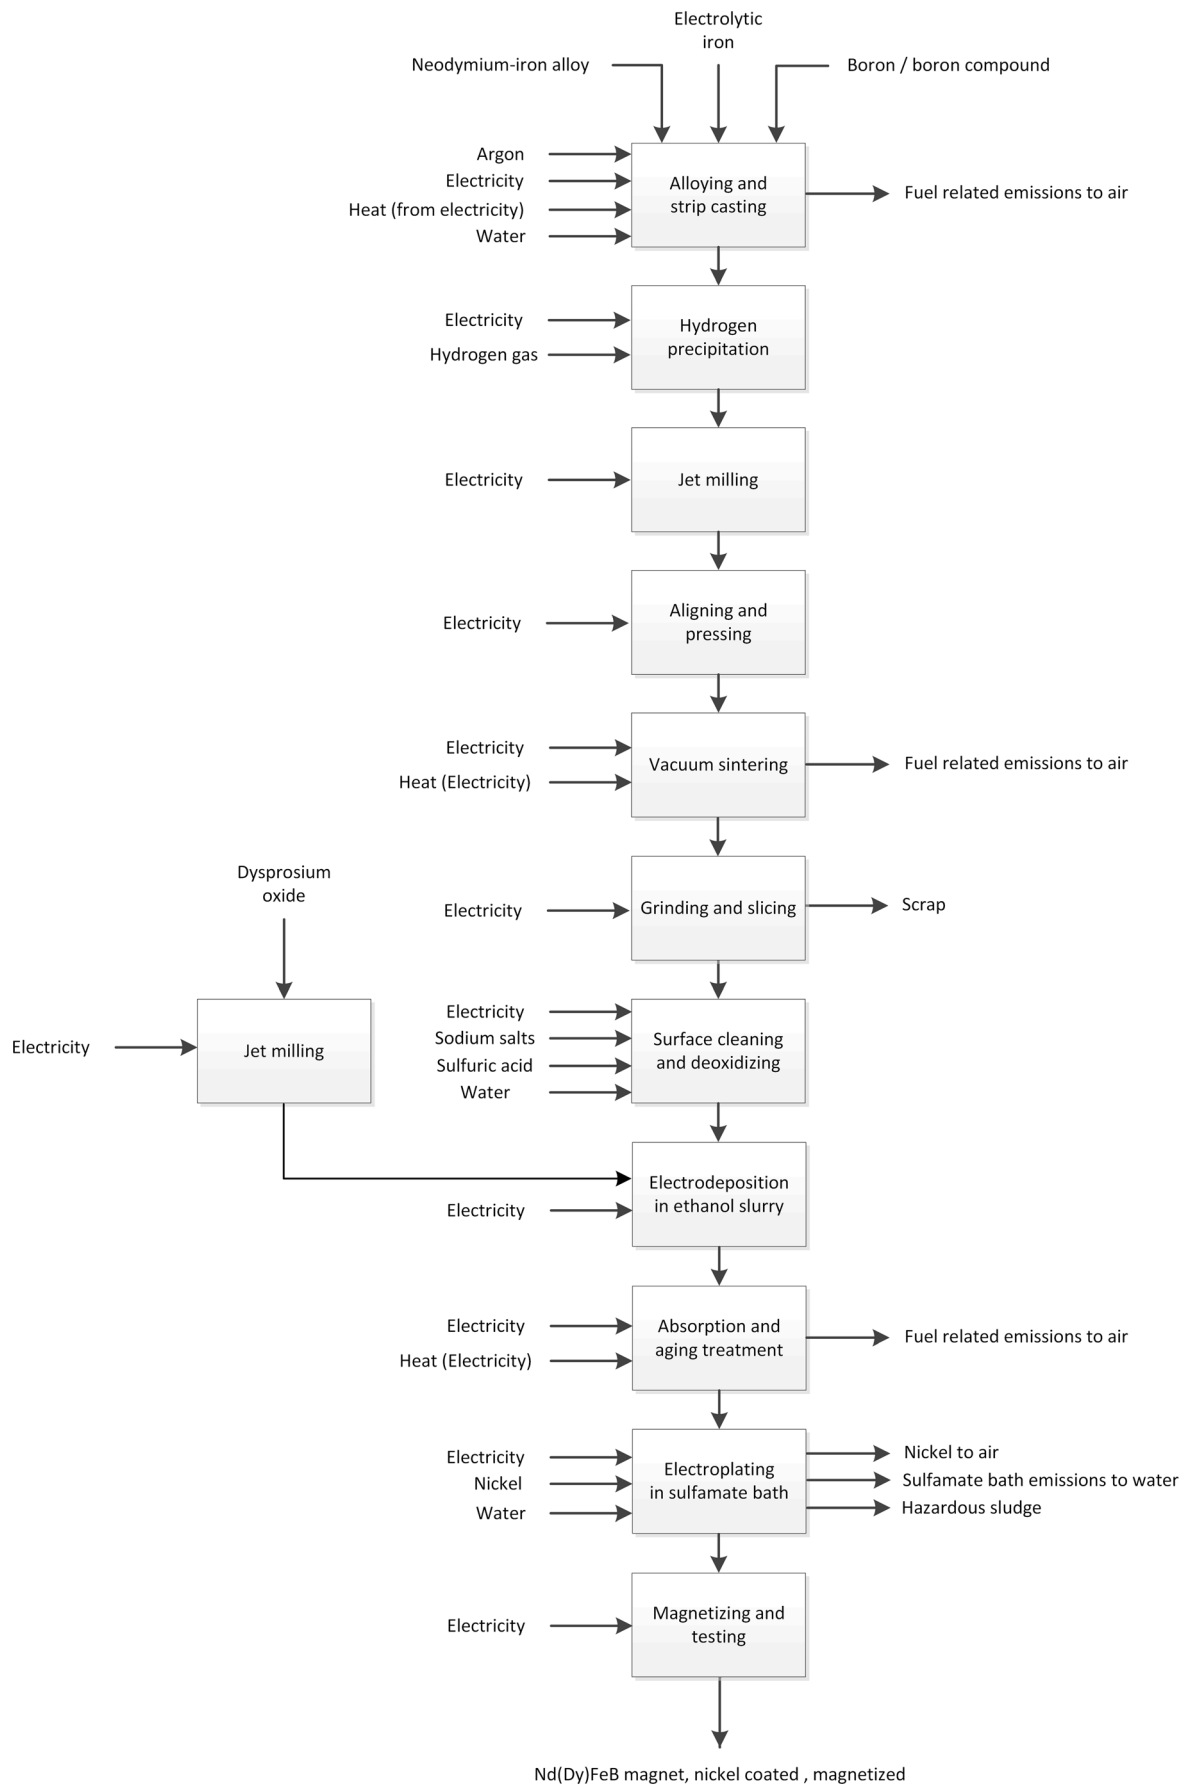 Electrolytic
iron
Neodymium-iron alloy
Boron / boron compound
Argon
Electricity
Heat (from electricity)
Water
Alloying and
strip casting
Fuel related emissions to air
Electricity
Hydrogen gas
Hydrogen
precipitation
Electricity
Jet milling
Electricity
Aligning and
pressing
Electricity
Heat (Electricity)
Vacuum sintering
Fuel related emissions to air
Dysprosium
oxide
Electricity
Grinding and slicing
Scrap
Electricity
Jet milling
Electricity
Sodium salts
Sulfuric acid
Water
Surface cleaning
and deoxidizing
Electricity
Electrodeposition
in ethanol slurry
Electricity
Heat (Electricity)
Absorption and
aging treatment
Fuel related emissions to air
Electricity
Nickel
Water
Electroplating
in sulfamate bath
Nickel to air
Sulfamate bath emissions to water
Hazardous sludge
Electricity
Magnetizing and
testing
Nd(Dy)FeB magnet, nickel coated , magnetized